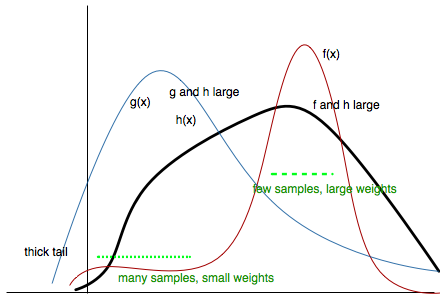 f(x)
g and h large
g(x)
f and h large
h(x)
few samples, large weights
thick tail
many samples, small weights